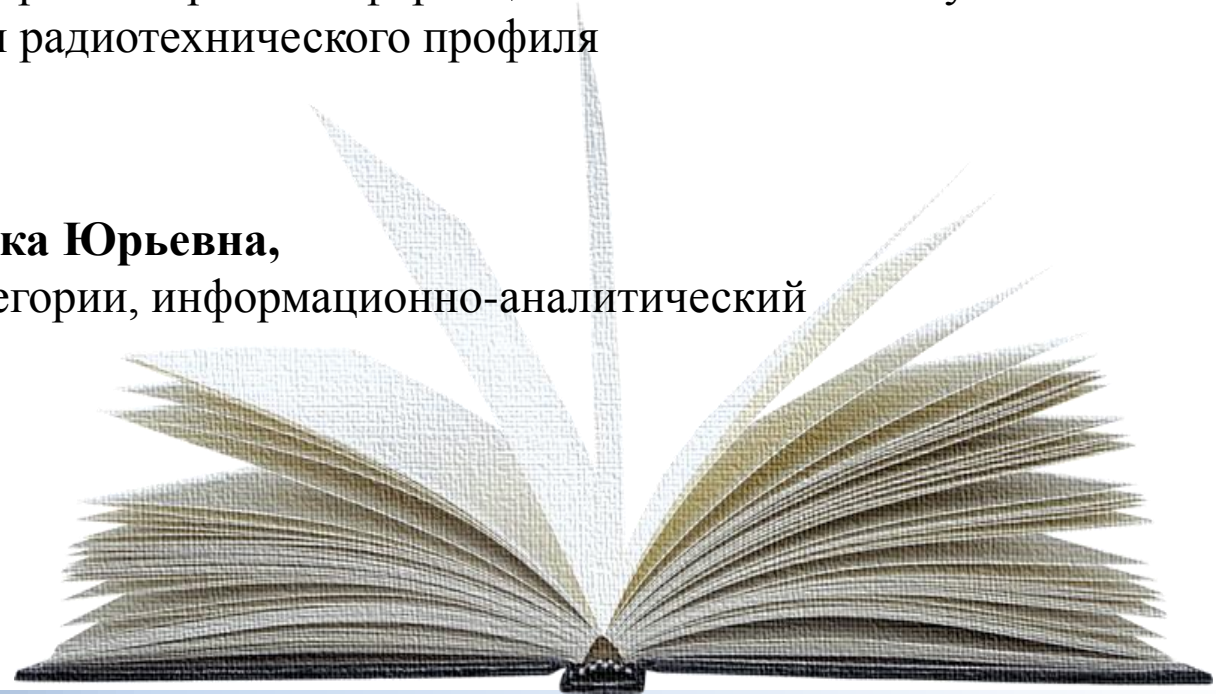 радиотехнического профиля
ка Юрьевна,
егории, информационно-аналитический